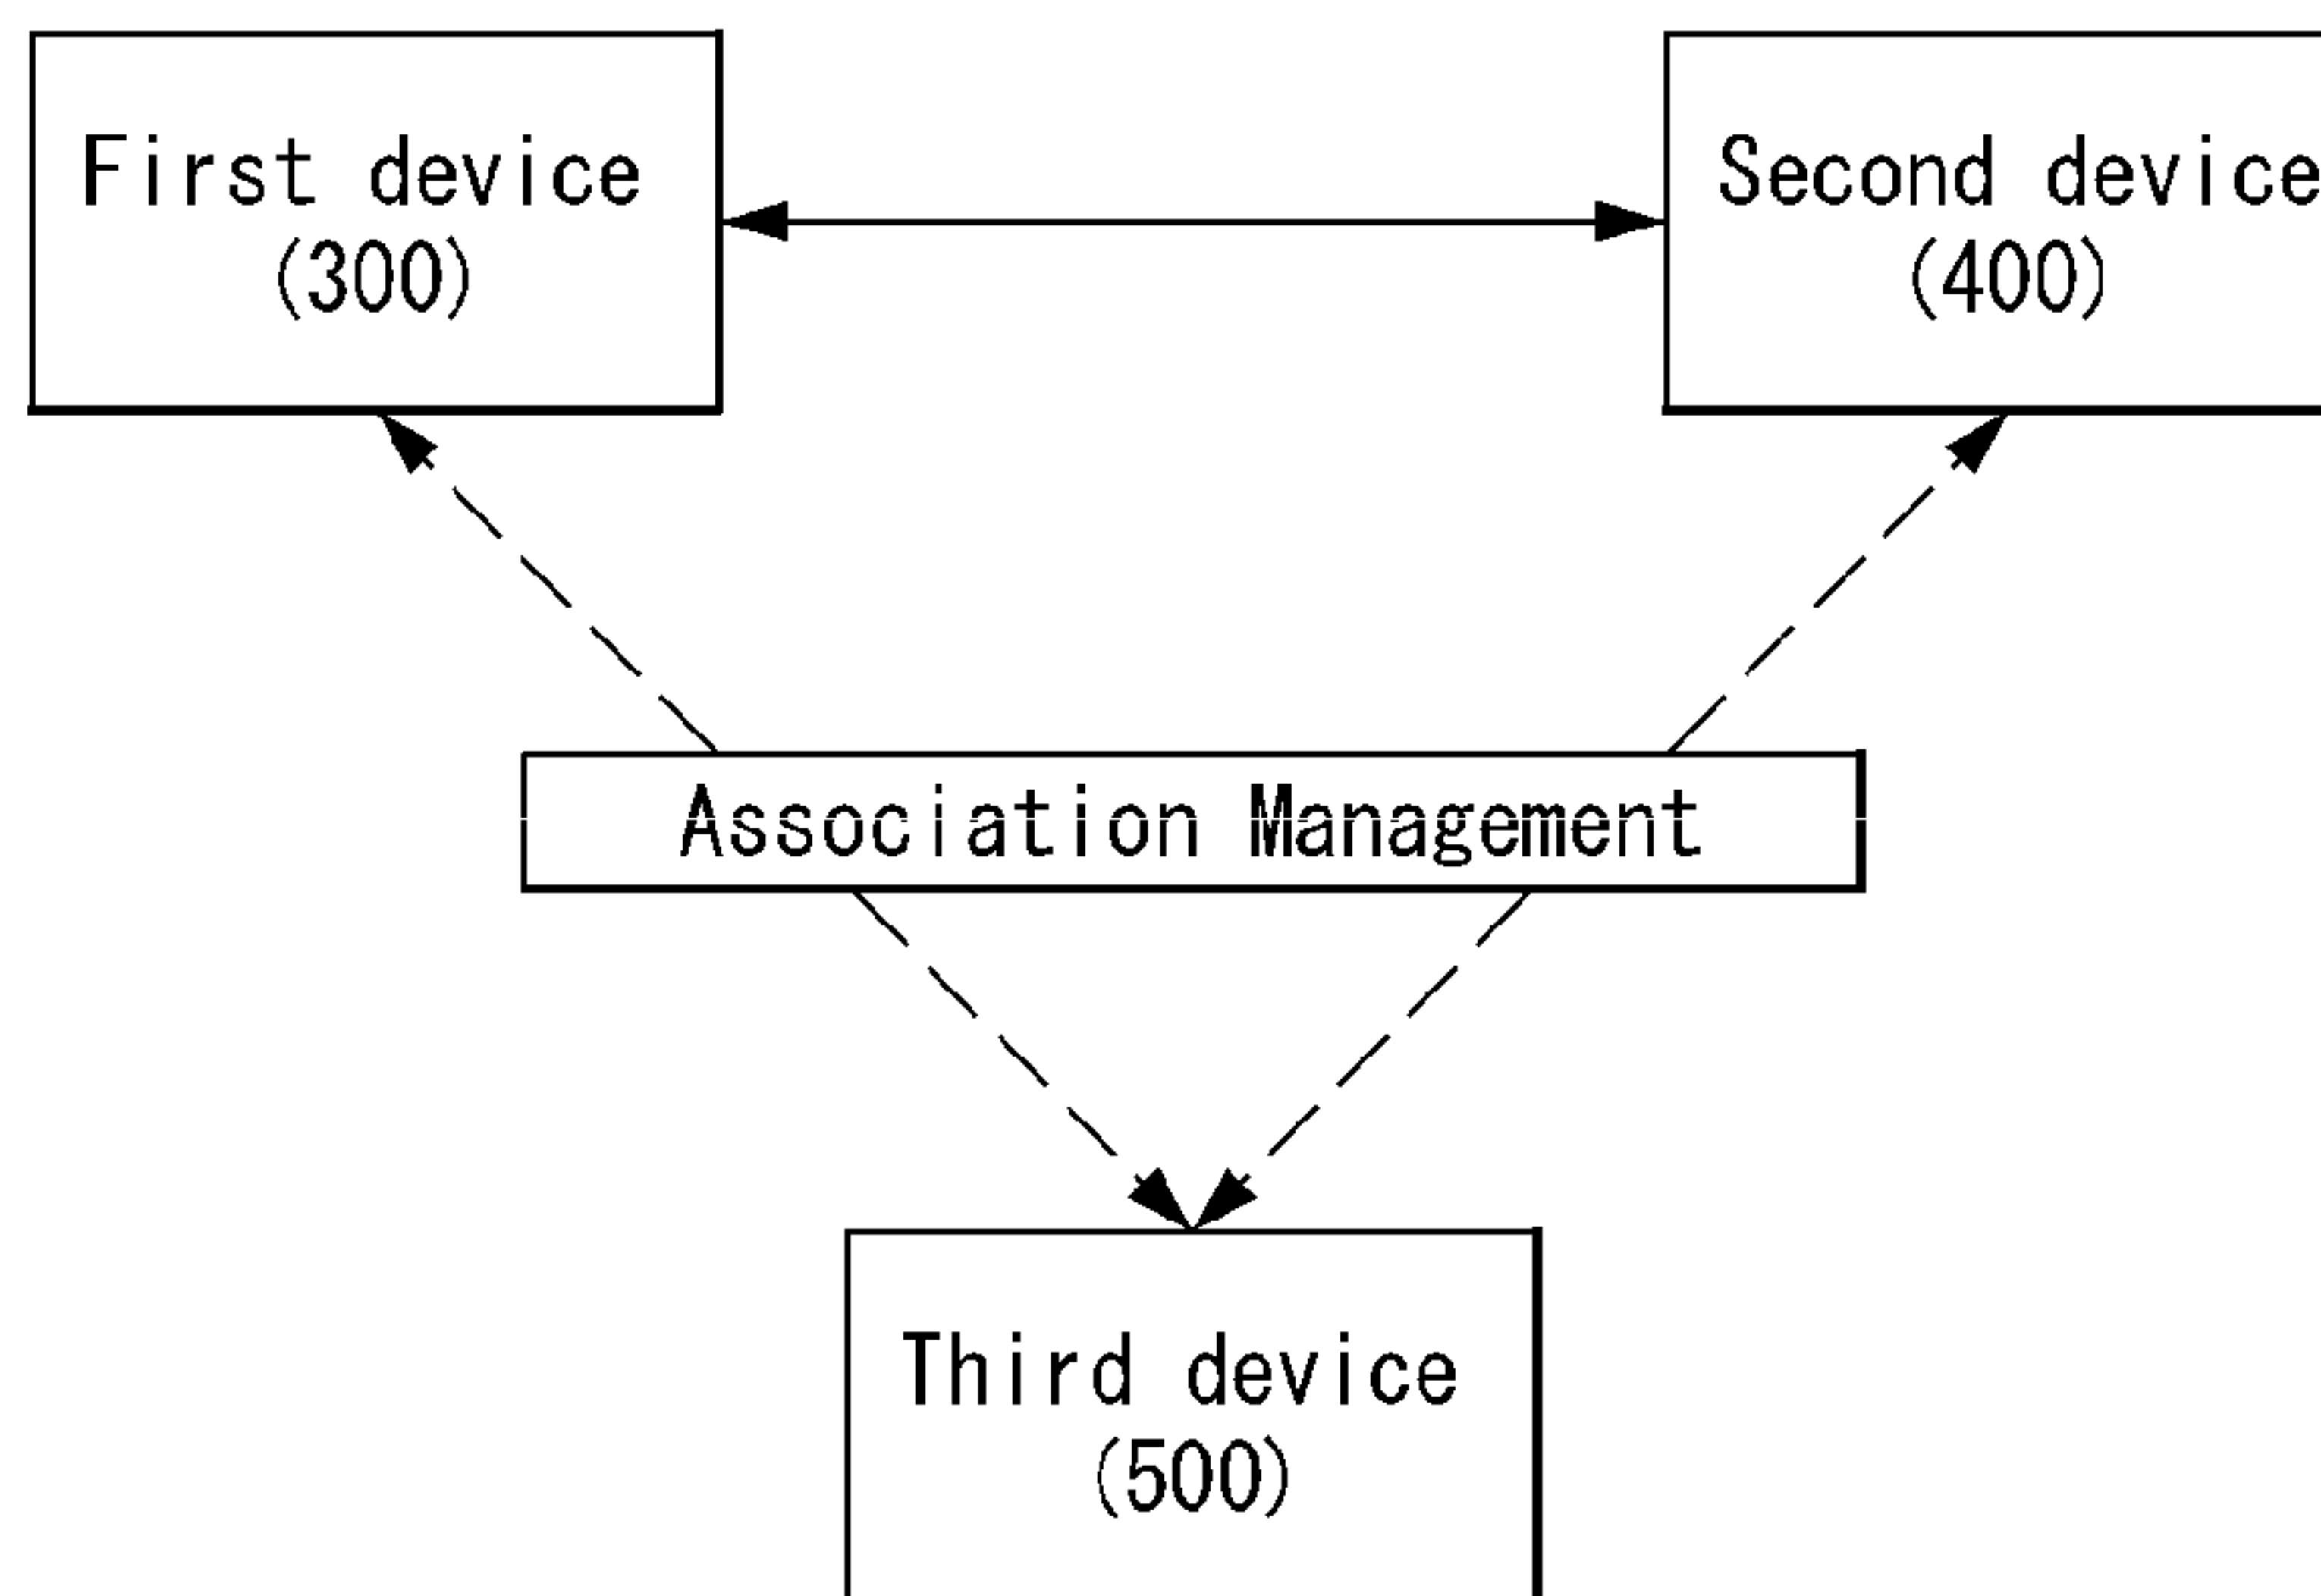 First device
(300)
Second device
(400)
Association Management
Third device
(500)